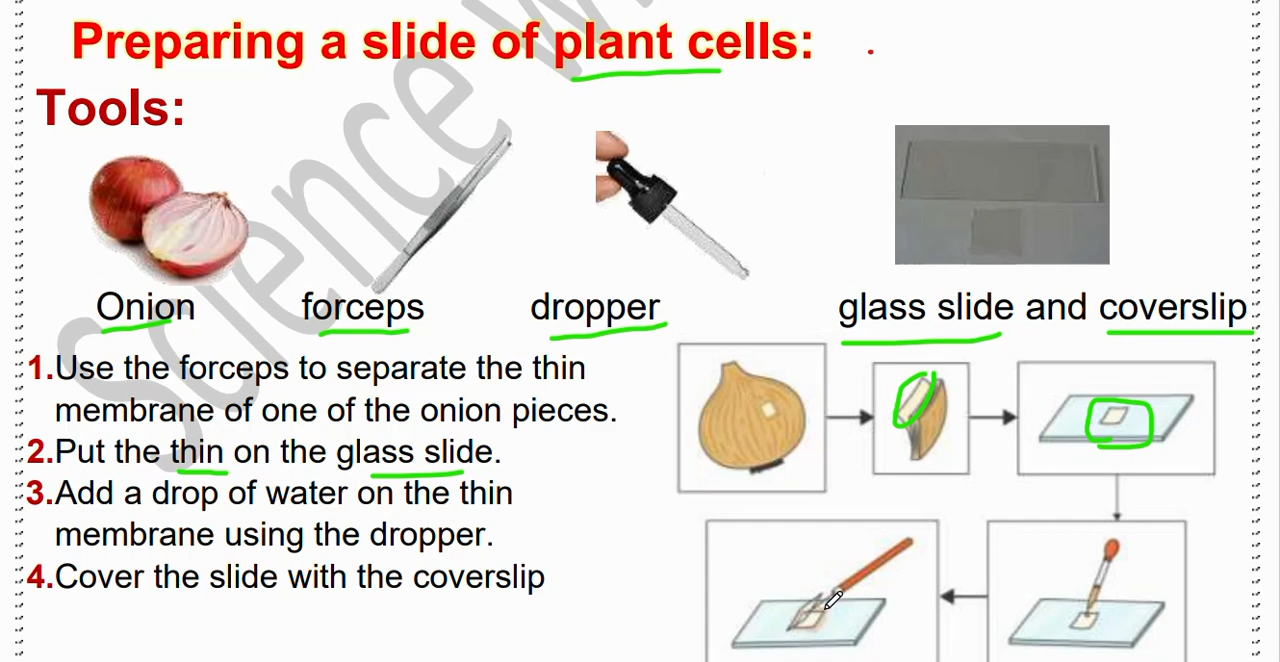 Preparing a slide of plant cells:
Tools:
Onion forceps dropper glass slide and coverslip
1.Use the forceps to separate the thin
membrane of one of the onion pieces.
2.Put the thin on the glass slide.
3.Add a drop of water on the thin
membrane using the dropper.
4.Cover the slide with the coverslip
Science W